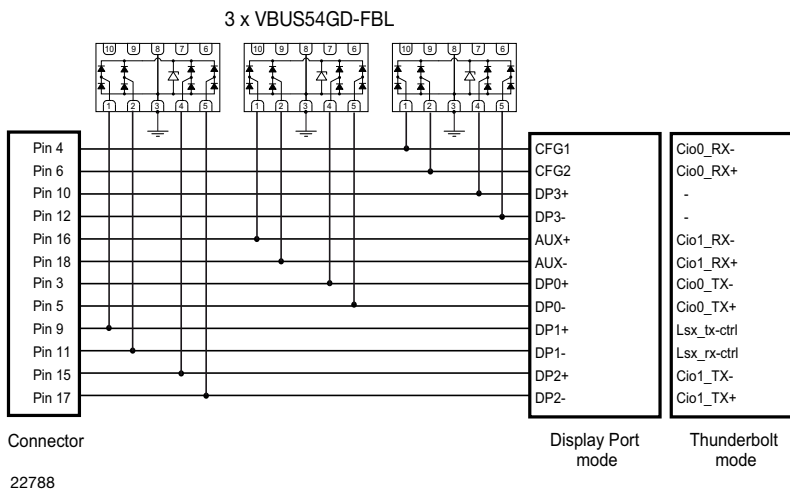 3 x VBUS54GD-FBL
10 9 8 7 6 10 9 8 7 6 10 9 8 7 6
1 2 3 4 5 1 2 3 4 5 1 2 3 4 5
Pin 4 CFG1 Cio0_RX-
Pin 6 CFG2 Cio0_RX+
Pin 10 DP3+ -
Pin 12 DP3- -
Pin 16 AUX+ Cio1_RX-
Pin 18 AUX- Cio1_RX+
Pin 3 DP0+ Cio0_TX-
Pin 5 DP0- Cio0_TX+
Pin 9 DP1+ Lsx_tx-ctrl
Pin 11 DP1- Lsx_rx-ctrl
Pin 15 DP2+ Cio1_TX-
Pin 17 DP2- Cio1_TX+
Connector Display Port Thunderbolt
mode mode
22788